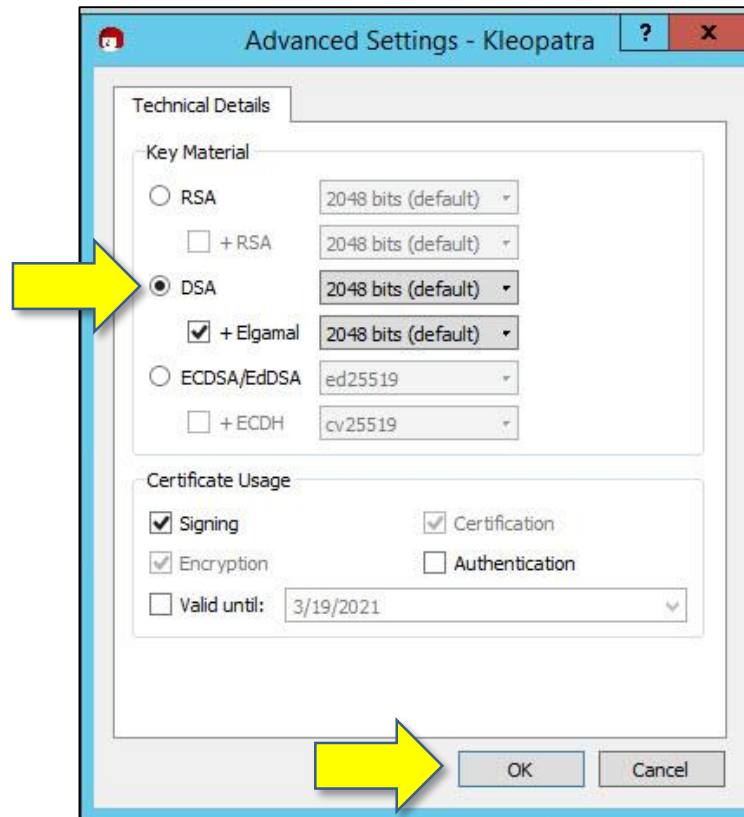 Advanced Settings - Kleopatra ? x
Technical Details
Key Material
RSA 2048 bits (default)
+ RSA 2048 bits (default)
DSA 2048 bits (default)
+ Elgamal 2048 bits (default)
ECDSA/EdDSA ed25519
+ ECDH cv25519
Certificate Usage
Signing Certification
Encryption Authentication
Valid until: 3/19/2021
OK Cancel